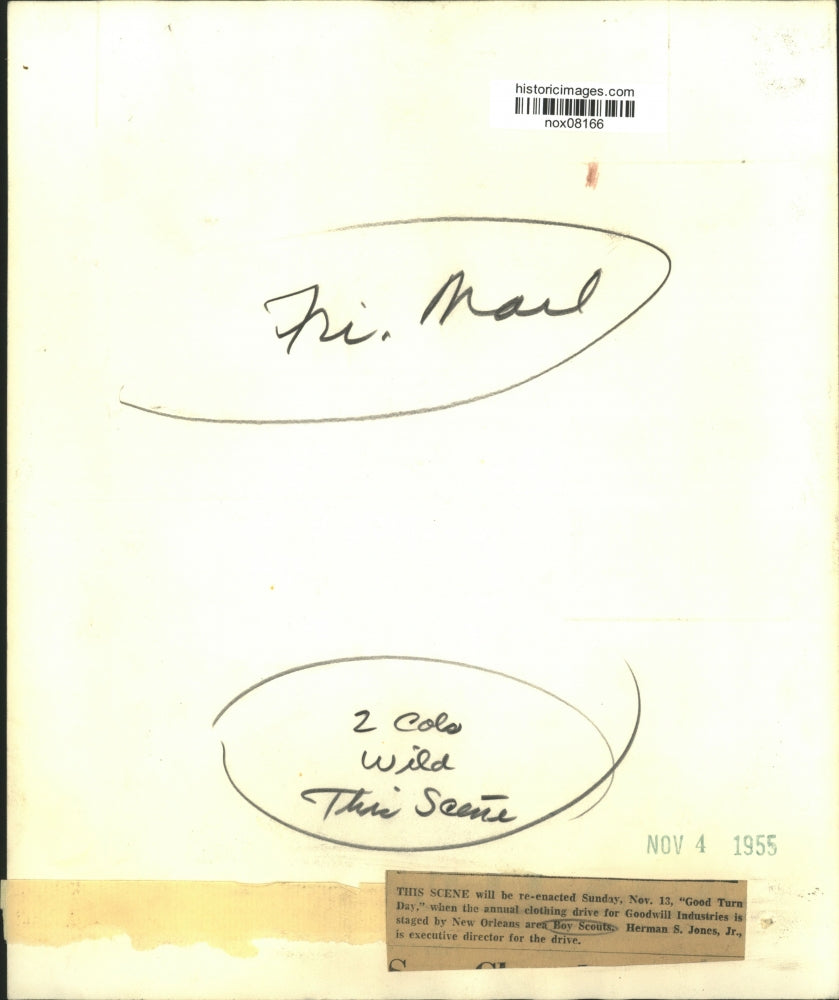 historicimages.com
nox08166
Fri. Mail
2 Cols
Wild
This Scene
NOV 4 1955
THIS SCENE will be re-enacted Sunday, Nov. 13, "Good Turn
Day," when the annual clothing drive for Goodwill Industries is
staged by New Orleans area Boy Scouts. Herman S. Jones, Jr.,
is executive director for the drive.